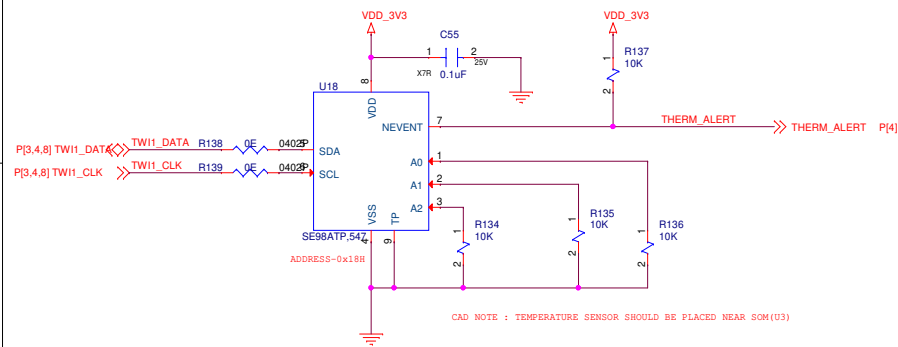 VDD_3V3
VDD_3V3
C55
1
2
X7R
25V
0.1uF
R137
10K
1
2
U18
8
VDD
NEVENT
7
THERM_ALERT
THERM_ALERT P[4]
P[3,4,8] TWI1_DATA
TWI1_DATA
R138
0E
0402
SDA
P[3,4,8] TWI1_CLK
TWI1_CLK
R139
0E
0402
SCL
A0
1
A1
2
A2
3
VSS
TP
SE98ATP,547
4
9
ADDRESS-0x18H
R134
10K
1
2
R135
10K
1
2
R136
10K
1
2
CAD NOTE : TEMPERATURE SENSOR SHOULD BE PLACED NEAR SOM(U3)